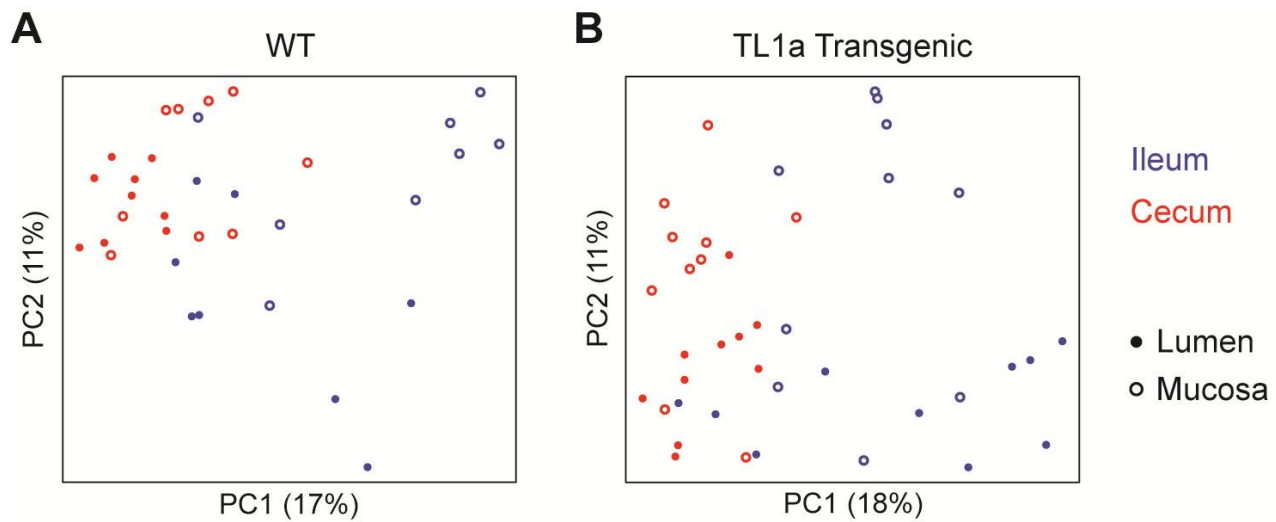 A
WT
PC2 (11%)
PC1 (17%)
B
TL1a Transgenic
PC2 (11%)
PC1 (18%)
Ileum
Cecum
Lumen
Mucosa